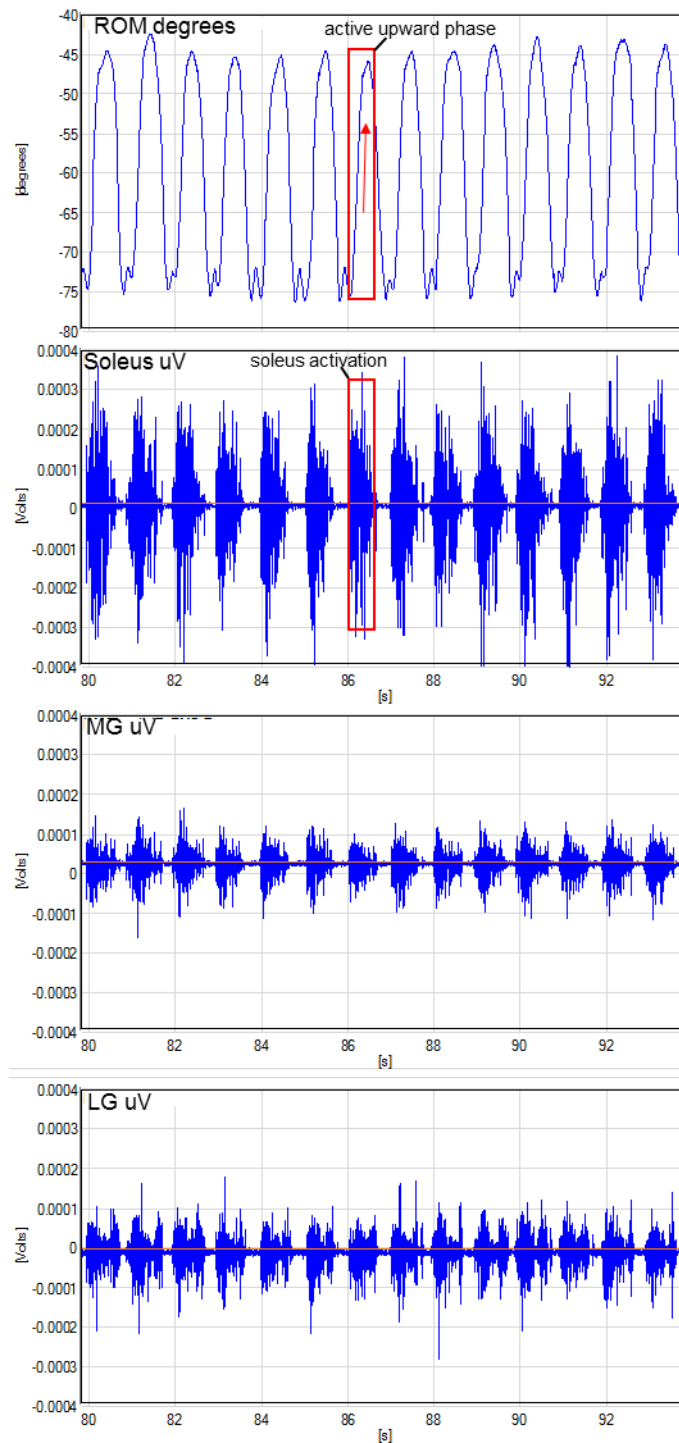 ROM degrees
active upward phase
-40
-45
-50
-55
-60
-65
-70
-75
-80
[degrees]
Soleus uV
soleus activation
0.0004
0.0003
0.0002
0.0001
0
-0.0001
-0.0002
-0.0003
-0.0004
[Volts]
80 82 84 86 88 90 92
[s]
MG uV
0.0004
0.0003
0.0002
0.0001
0
-0.0001
-0.0002
-0.0003
-0.0004
[Volts]
80 82 84 86 88 90 92
[s]
LG uV
0.0004
0.0003
0.0002
0.0001
0
-0.0001
-0.0002
-0.0003
-0.0004
[Volts]
80 82 84 86 88 90 92
[s]